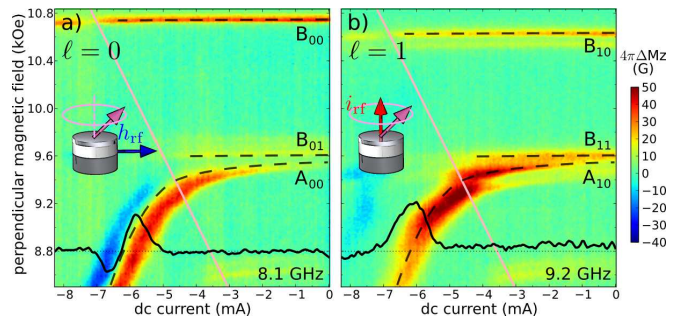 a)
ℓ = 0
B₀₀
h_rf
B₀₁
A₀₀
8.1 GHz
perpendicular magnetic field (kOe)
10.8
10.4
10.0
9.6
9.2
8.8
−8 −7 −6 −5 −4 −3 −2 −1 0
dc current (mA)
b)
ℓ = 1
B₁₀
i_rf
B₁₁
A₁₀
9.2 GHz
−8 −7 −6 −5 −4 −3 −2 −1 0
dc current (mA)
4πΔMz
(G)
50
40
30
20
10
0
−10
−20
−30
−40